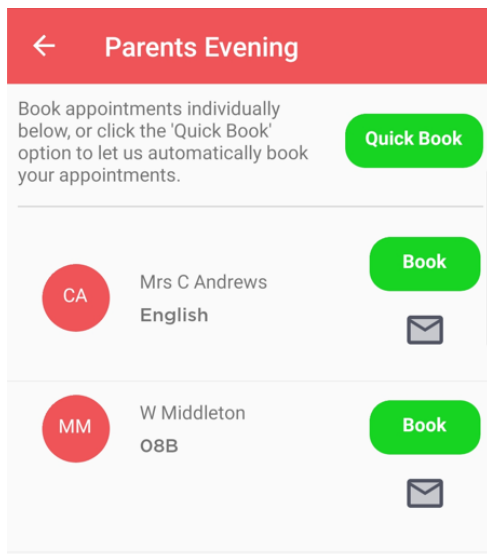 Parents Evening
Book appointments individually
below, or click the 'Quick Book'
option to let us automatically book
your appointments.
Quick Book
CA
Mrs C Andrews
English
Book
MM
W Middleton
08B
Book